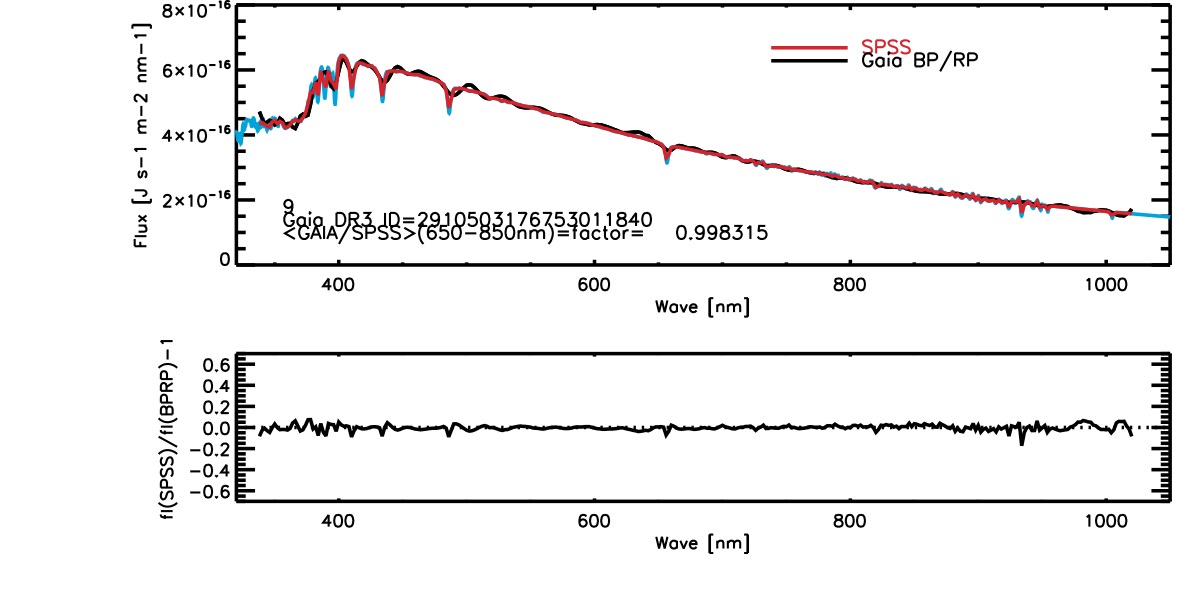 8×10−16
6×10−16
4×10−16
2×10−16
0
Flux [J s−1 m−2 nm−1]
SPSS
Gaia BP/RP
9
Gaia DR3 ID=2910503176753011840
<GAIA/SPSS>(650−850nm)=factor= 0.998315
400 600 800 1000
Wave [nm]
fl(SPSS)/fl(BPRP)−1
0.6
0.4
0.2
0.0
−0.2
−0.4
−0.6
400 600 800 1000
Wave [nm]